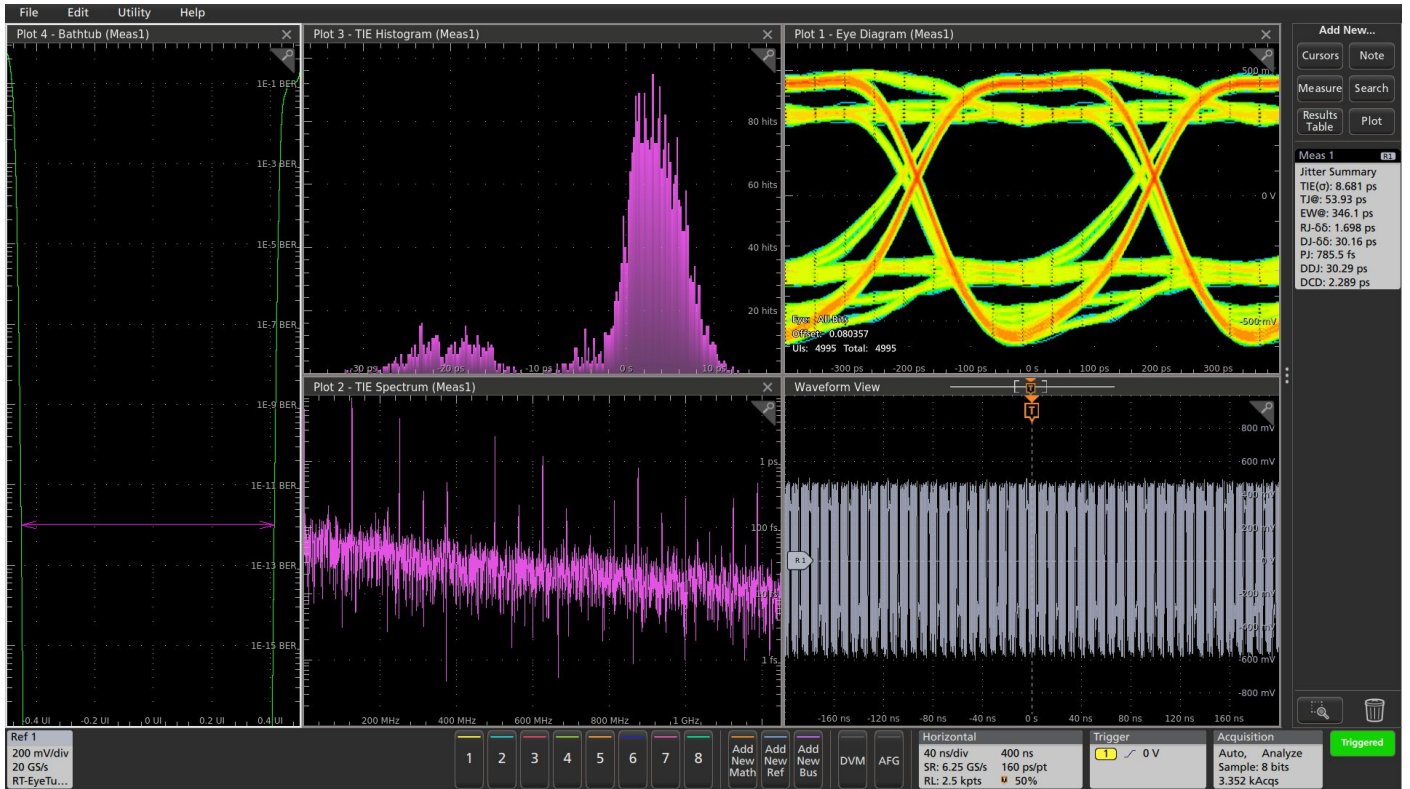 File Edit Utility Help
Plot 4 - Bathtub (Meas1)
1E-1 BER
1E-3 BER
1E-5 BER
1E-7 BER
1E-9 BER
1E-11 BER
1E-13 BER
1E-15 BER
-0.4 UI -0.2 UI 0 UI 0.2 UI 0.4 UI
Plot 3 - TIE Histogram (Meas1)
80 hits
60 hits
40 hits
20 hits
-30 ps -20 ps -10 ps 0 s 10 ps
Plot 1 - Eye Diagram (Meas1)
500 mV
0 V
-500 mV
Eye: All Bits
Offset: 0.080357
UIs: 4995 Total: 4995
-300 ps -200 ps -100 ps 0 s 100 ps 200 ps 300 ps
Plot 2 - TIE Spectrum (Meas1)
1 ps
100 fs
10 fs
1 fs
200 MHz 400 MHz 600 MHz 800 MHz 1 GHz
Waveform View
T
T
800 mV
600 mV
400 mV
200 mV
0 V
-200 mV
-400 mV
-600 mV
-800 mV
R1
-160 ns -120 ns -80 ns -40 ns 0 s 40 ns 80 ns 120 ns 160 ns
Add New...
Cursors Note
Measure Search
Results Table Plot
Meas 1 R1
Jitter Summary
TIE(σ): 8.681 ps
TJ@: 53.93 ps
EW@: 346.1 ps
RJ-δδ: 1.698 ps
DJ-δδ: 30.16 ps
PJ: 785.5 fs
DDJ: 30.29 ps
DCD: 2.289 ps
Ref 1
200 mV/div
20 GS/s
RT-EyeTu...
1 2 3 4 5 6 7 8
Add New Math
Add New Ref
Add New Bus
DVM AFG
Horizontal
40 ns/div 400 ns
SR: 6.25 GS/s 160 ps/pt
RL: 2.5 kpts 50%
Trigger
1 0 V
Acquisition
Auto, Analyze
Sample: 8 bits
3.352 kAcqs
Triggered